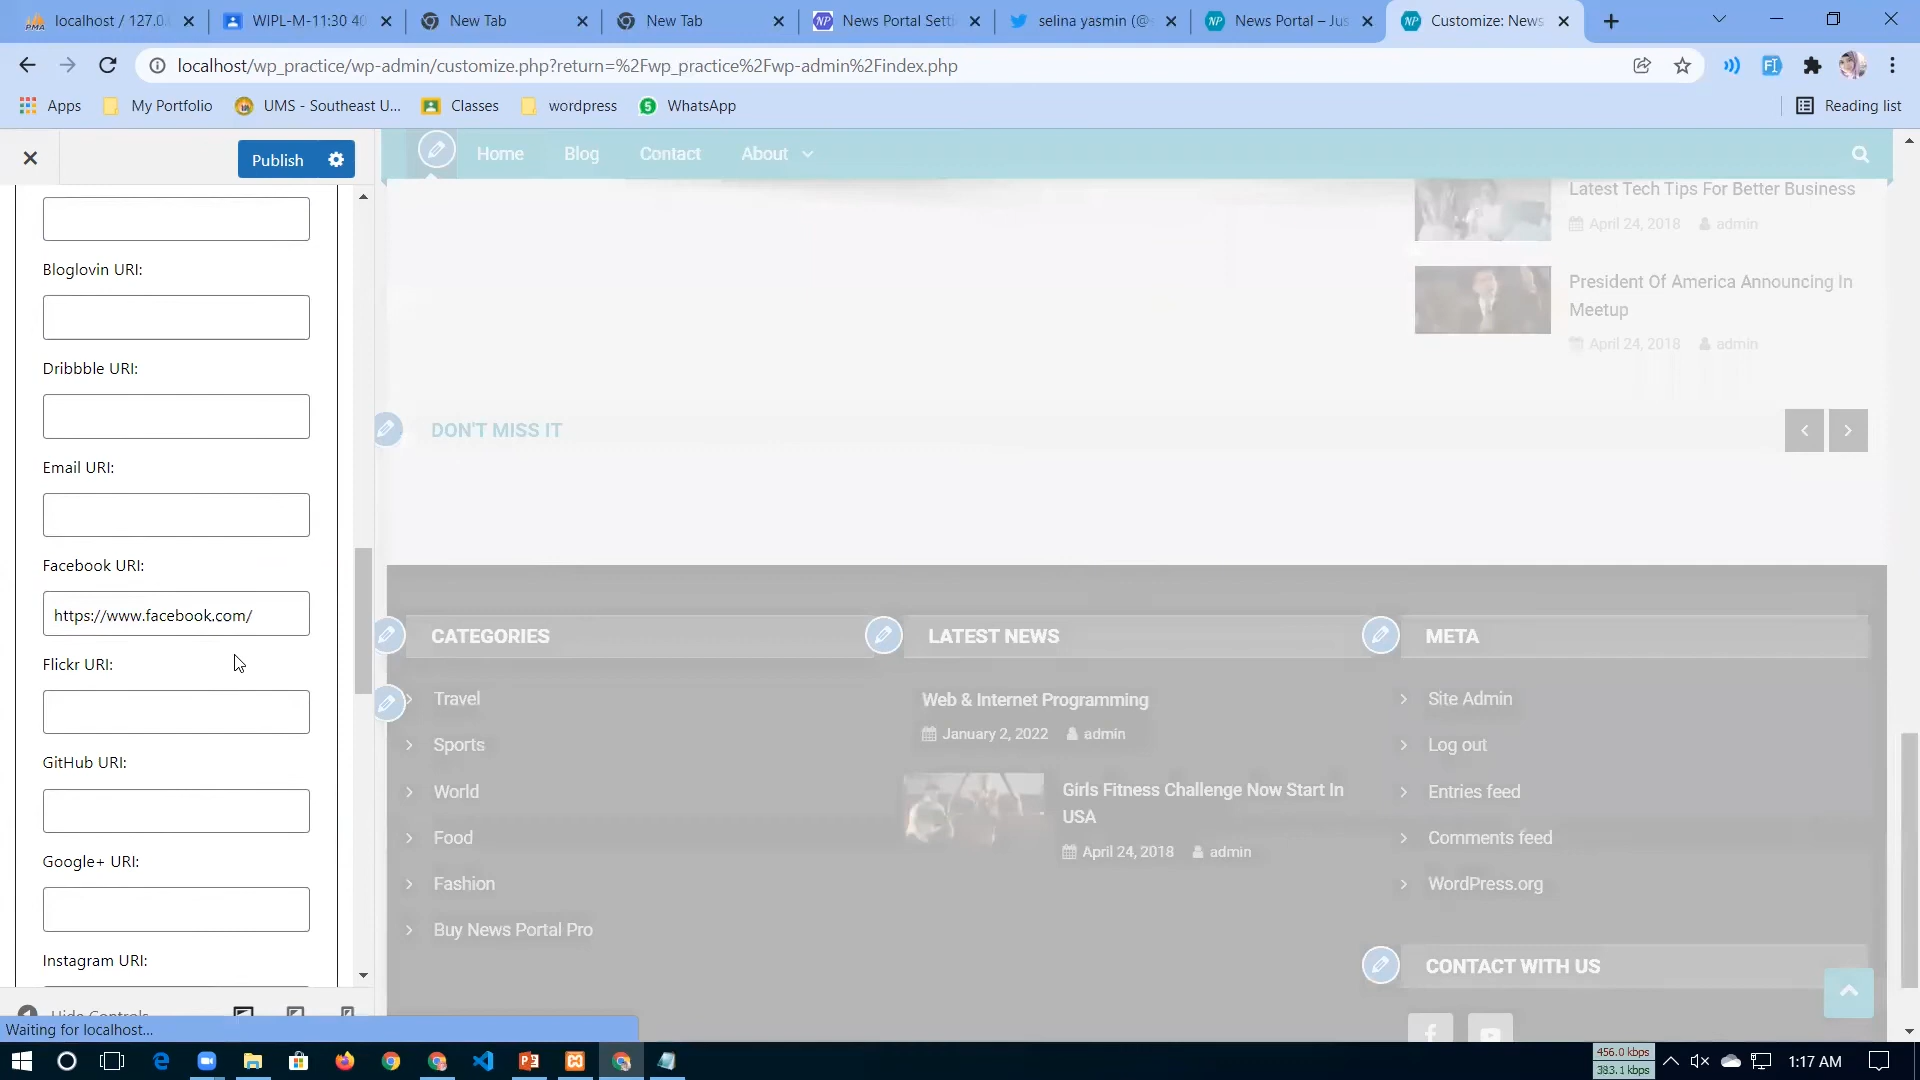 localhost / 127.0.
WIPL-M-11:30 40
New Tab
New Tab
News Portal Setti
selina yasmin (@
News Portal – Jus
Customize: News
localhost/wp_practice/wp-admin/customize.php?return=%2Fwp_practice%2Fwp-admin%2Findex.php
Apps
My Portfolio
UMS - Southeast U...
Classes
wordpress
WhatsApp
Reading list
Publish
Home
Blog
Contact
About
Bloglovin URI:
Dribbble URI:
Email URI:
Facebook URI:
https://www.facebook.com/
Flickr URI:
GitHub URI:
Google+ URI:
Instagram URI:
Hide Controls
Waiting for localhost...
Latest Tech Tips For Better Business
April 24, 2018 admin
President Of America Announcing In
Meetup
April 24, 2018 admin
DON'T MISS IT
CATEGORIES
Travel
Sports
World
Food
Fashion
Buy News Portal Pro
LATEST NEWS
Web & Internet Programming
January 2, 2022 admin
Girls Fitness Challenge Now Start In
USA
April 24, 2018 admin
META
Site Admin
Log out
Entries feed
Comments feed
WordPress.org
CONTACT WITH US
456.0 kbps
383.1 kbps
1:17 AM